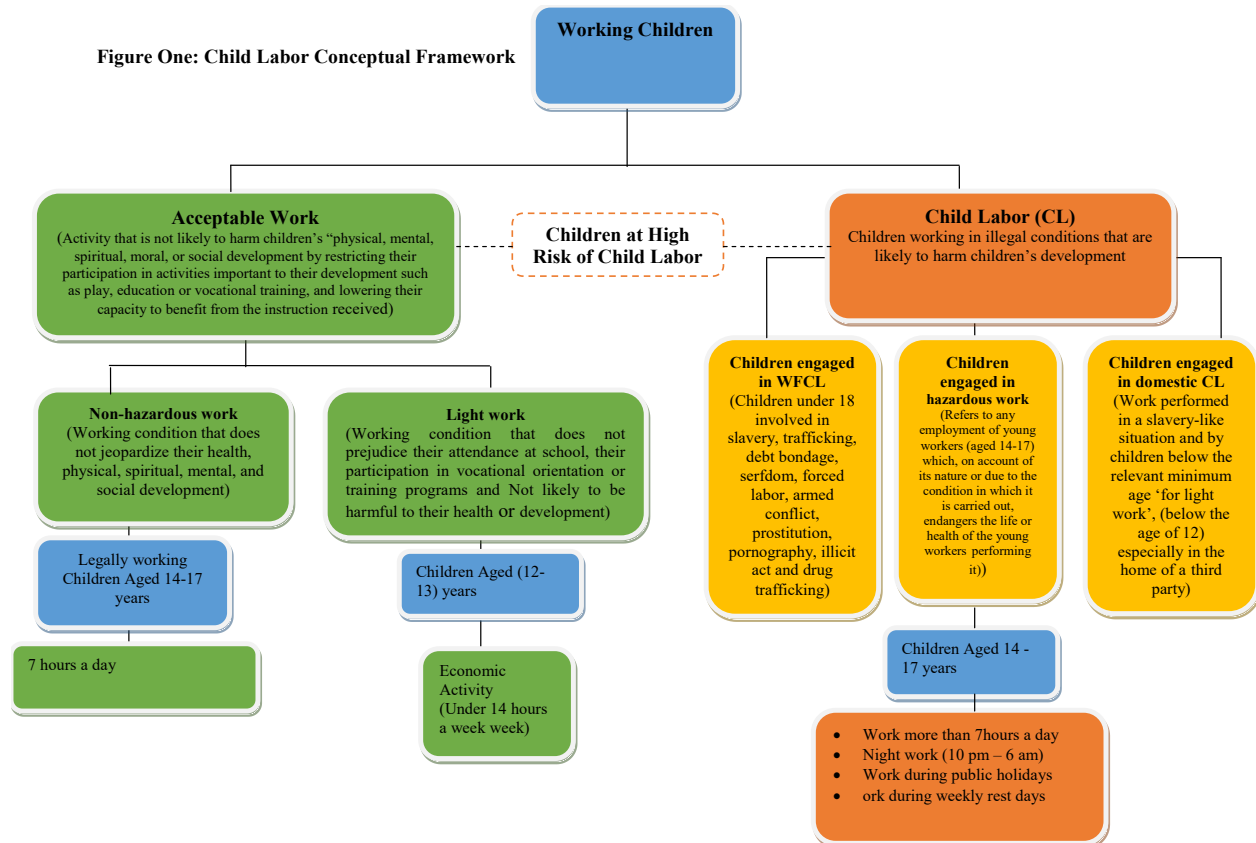 Working Children
Figure One: Child Labor Conceptual Framework
Acceptable Work
(Activity that is not likely to harm children's "physical, mental,
spiritual, moral, or social development by restricting their
participation in activities important to their development such
as play, education or vocational training, and lowering their
capacity to benefit from the instruction received)
Children at High
Risk of Child Labor
Child Labor (CL)
Children working in illegal conditions that are
likely to harm children's development
Non-hazardous work
(Working condition that does
not jeopardize their health,
physical, spiritual, mental, and
social development)
Light work
(Working condition that does not
prejudice their attendance at school, their
participation in vocational orientation or
training programs and Not likely to be
harmful to their health or development)
Children engaged
in WFCL
(Children under 18
involved in
slavery, trafficking,
debt bondage,
serfdom, forced
labor, armed
conflict,
prostitution,
pornography, illicit
act and drug
trafficking)
Children
engaged in
hazardous work
(Refers to any
employment of young
workers (aged 14-17)
which, on account of
its nature or due to the
condition in which it
is carried out,
endangers the life or
health of the young
workers performing
it))
Children engaged
in domestic CL
(Work performed
in a slavery-like
situation and by
children below the
relevant minimum
age 'for light
work', (below the
age of 12)
especially in the
home of a third
party)
Legally working
Children Aged 14-17
years
Children Aged (12-
13) years
7 hours a day
Economic
Activity
(Under 14 hours
a week week)
Children Aged 14 -
17 years
• Work more than 7hours a day
• Night work (10 pm – 6 am)
• Work during public holidays
• ork during weekly rest days